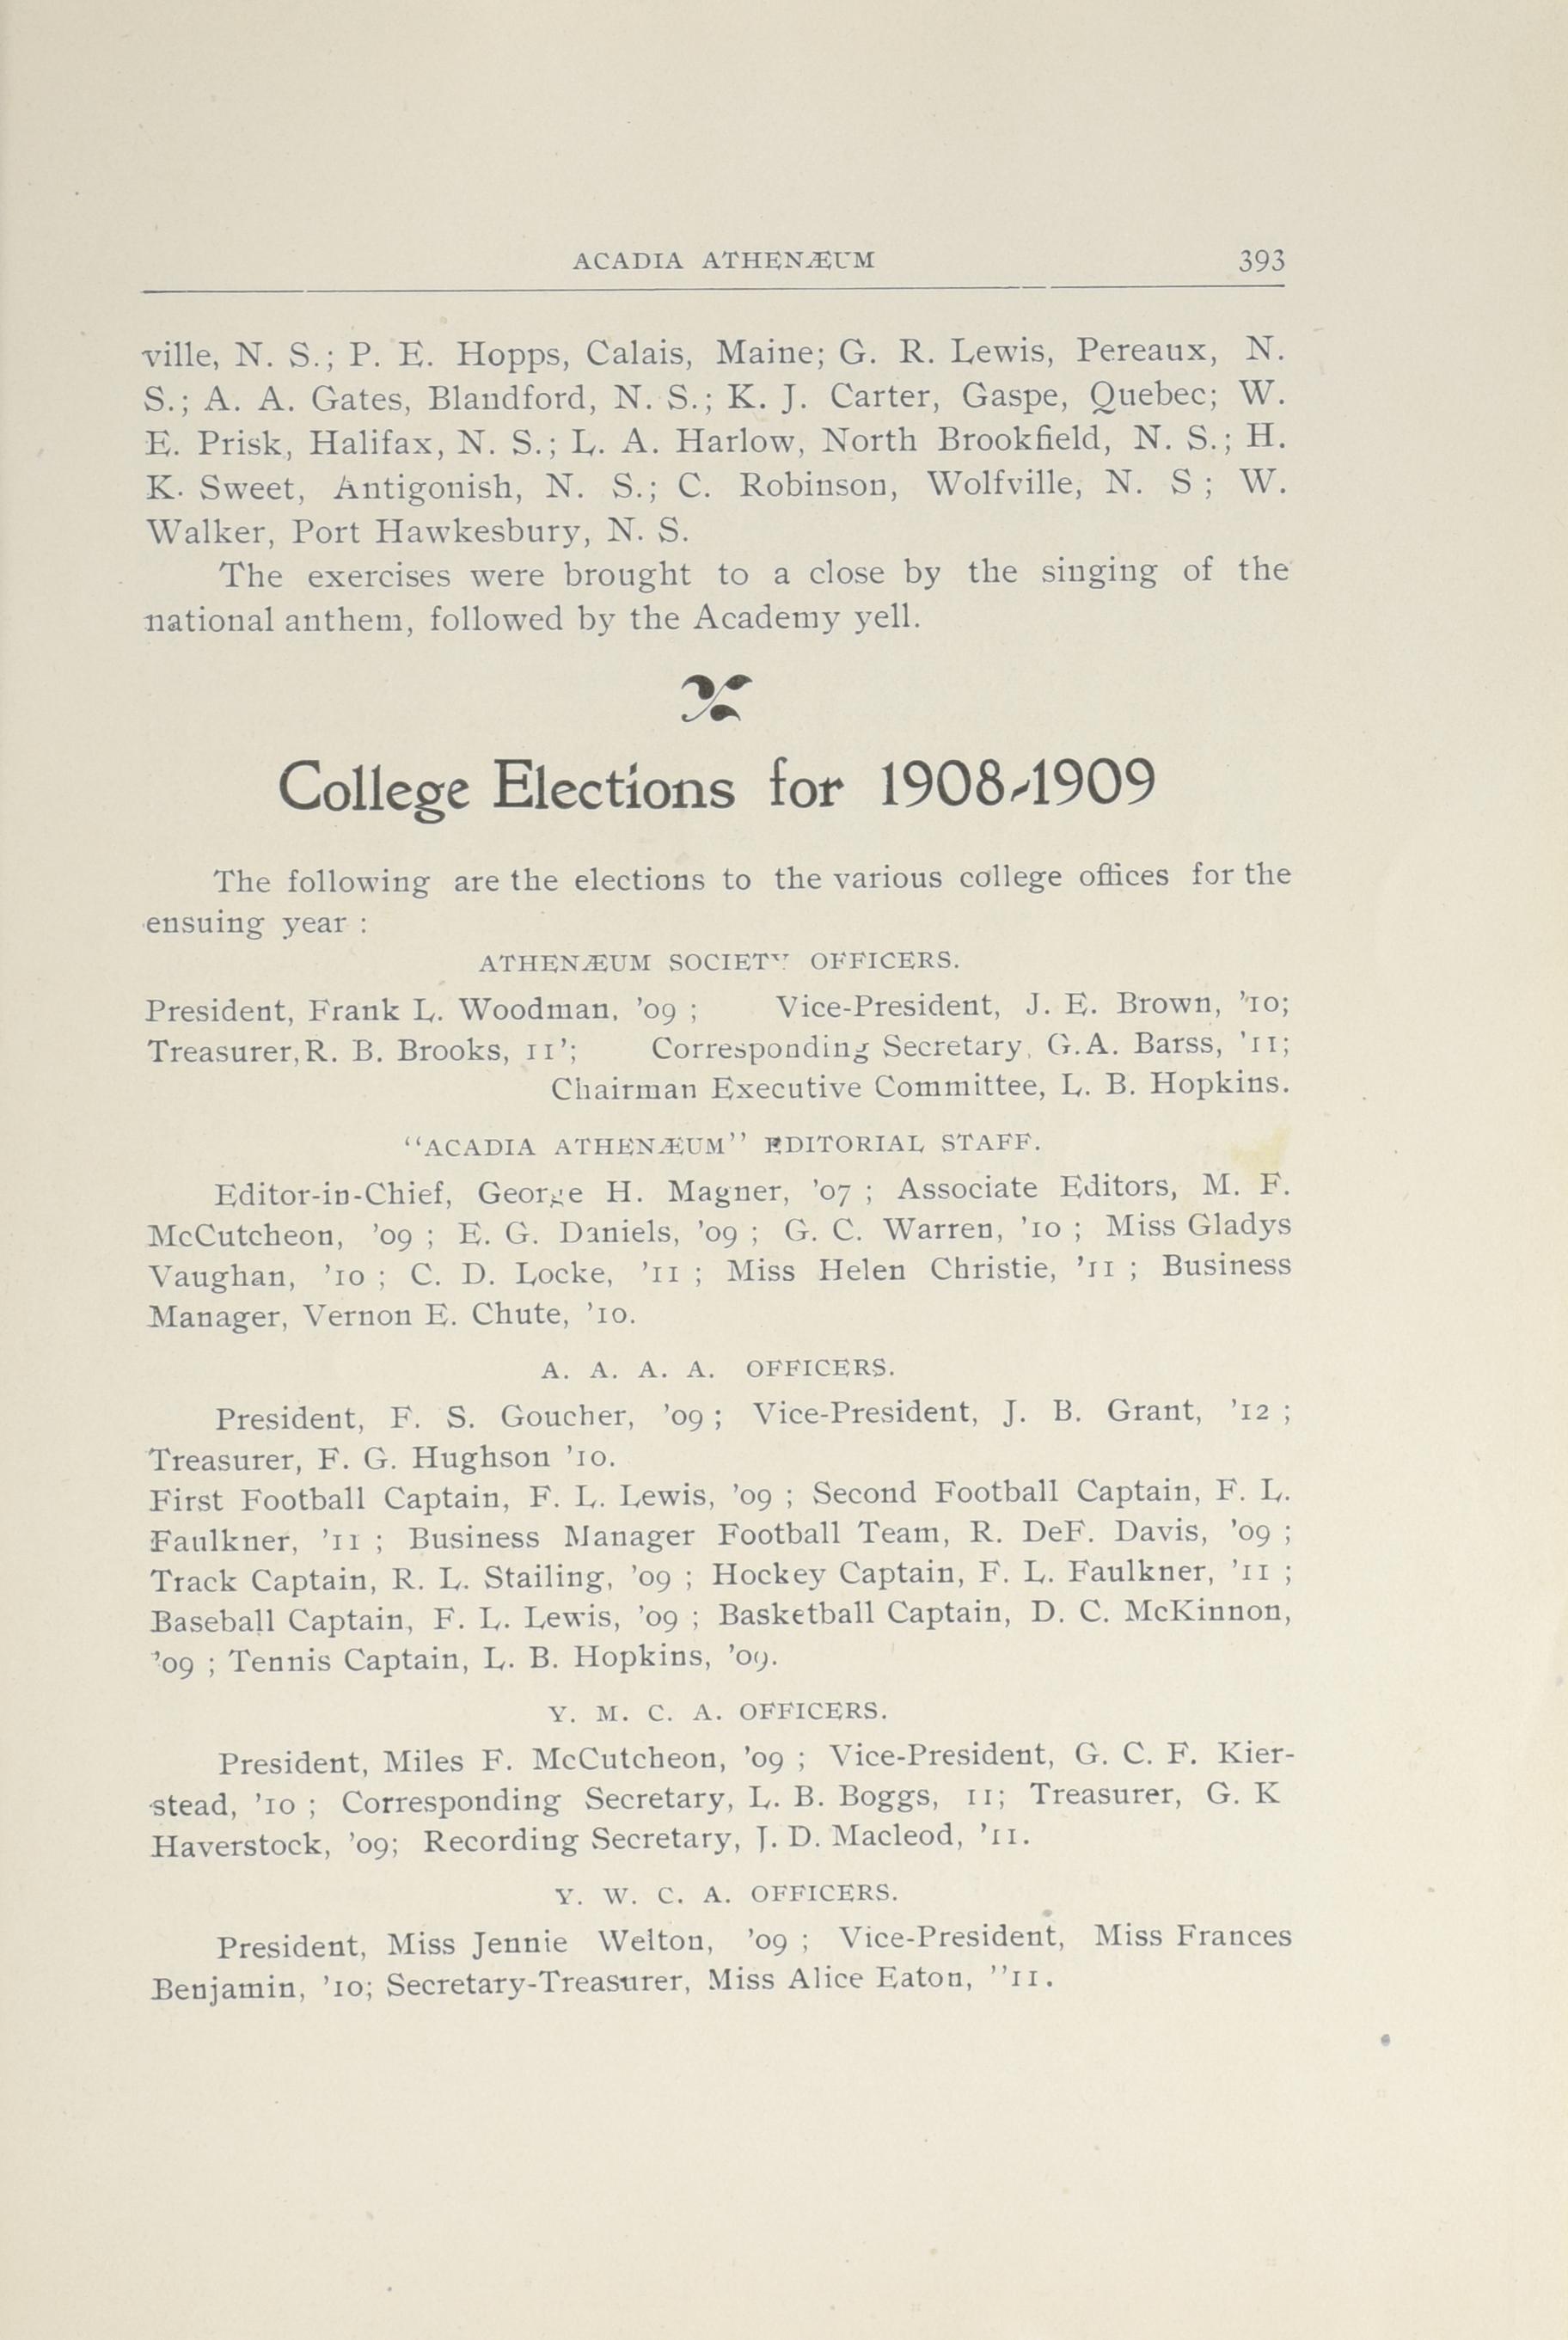 ACADIA ATHENÆUM 393
ville, N. S.; P. E. Hopps, Calais, Maine; G. R. Lewis, Pereaux, N.
S.; A. A. Gates, Blandford, N. S.; K. J. Carter, Gaspe, Quebec; W.
E. Prisk, Halifax, N. S.; L. A. Harlow, North Brookfield, N. S.; H.
K. Sweet, Antigonish, N. S.; C. Robinson, Wolfville, N. S ; W.
Walker, Port Hawkesbury, N. S.
The exercises were brought to a close by the singing of the
national anthem, followed by the Academy yell.
College Elections for 1908-1909
The following are the elections to the various college offices for the
ensuing year :
ATHENÆUM SOCIETY OFFICERS.
President, Frank L. Woodman, '09 ; Vice-President, J. E. Brown, '10;
Treasurer, R. B. Brooks, 11'; Corresponding Secretary, G.A. Barss, '11;
Chairman Executive Committee, L. B. Hopkins.
"ACADIA ATHENÆUM" EDITORIAL STAFF.
Editor-in-Chief, George H. Magner, '07 ; Associate Editors, M. F.
McCutcheon, '09 ; E. G. Daniels, '09 ; G. C. Warren, '10 ; Miss Gladys
Vaughan, '10 ; C. D. Locke, '11 ; Miss Helen Christie, '11 ; Business
Manager, Vernon E. Chute, '10.
A. A. A. A. OFFICERS.
President, F. S. Goucher, '09 ; Vice-President, J. B. Grant, '12 ;
Treasurer, F. G. Hughson '10.
First Football Captain, F. L. Lewis, '09 ; Second Football Captain, F. L.
Faulkner, '11 ; Business Manager Football Team, R. DeF. Davis, '09 ;
Track Captain, R. L. Stailing, '09 ; Hockey Captain, F. L. Faulkner, '11 ;
Baseball Captain, F. L. Lewis, '09 ; Basketball Captain, D. C. McKinnon,
'09 ; Tennis Captain, L. B. Hopkins, '09.
Y. M. C. A. OFFICERS.
President, Miles F. McCutcheon, '09 ; Vice-President, G. C. F. Kier-
stead, '10 ; Corresponding Secretary, L. B. Boggs, 11; Treasurer, G. K
Haverstock, '09; Recording Secretary, J. D. Macleod, '11.
Y. W. C. A. OFFICERS.
President, Miss Jennie Welton, '09 ; Vice-President, Miss Frances
Benjamin, '10; Secretary-Treasurer, Miss Alice Eaton, "11.